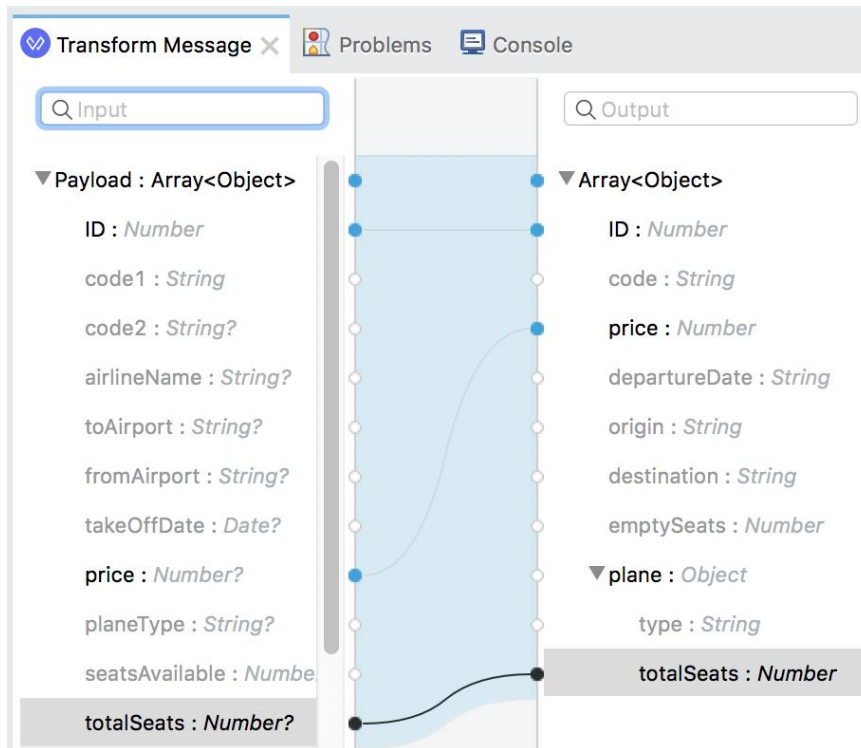 Transform Message Problems Console
Input
Payload : Array<Object>
ID : Number
code1 : String
code2 : String?
airlineName : String?
toAirport : String?
fromAirport : String?
takeOffDate : Date?
price : Number?
planeType : String?
seatsAvailable : Numbe
totalSeats : Number?
Output
Array<Object>
ID : Number
code : String
price : Number
departureDate : String
origin : String
destination : String
emptySeats : Number
plane : Object
type : String
totalSeats : Number